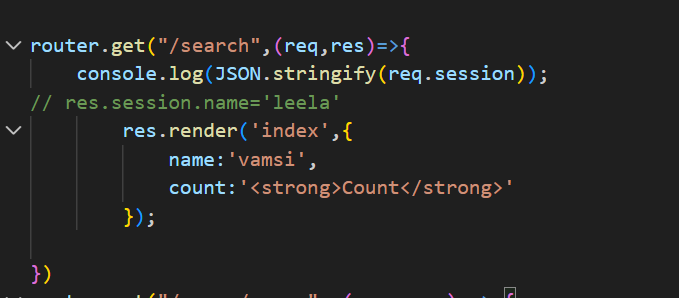 router.get("/search",(req,res)=>{
console.log(JSON.stringify(req.session));
// res.session.name='leela'
res.render('index',{
name:'vamsi',
count:'<strong>Count</strong>'
});
})